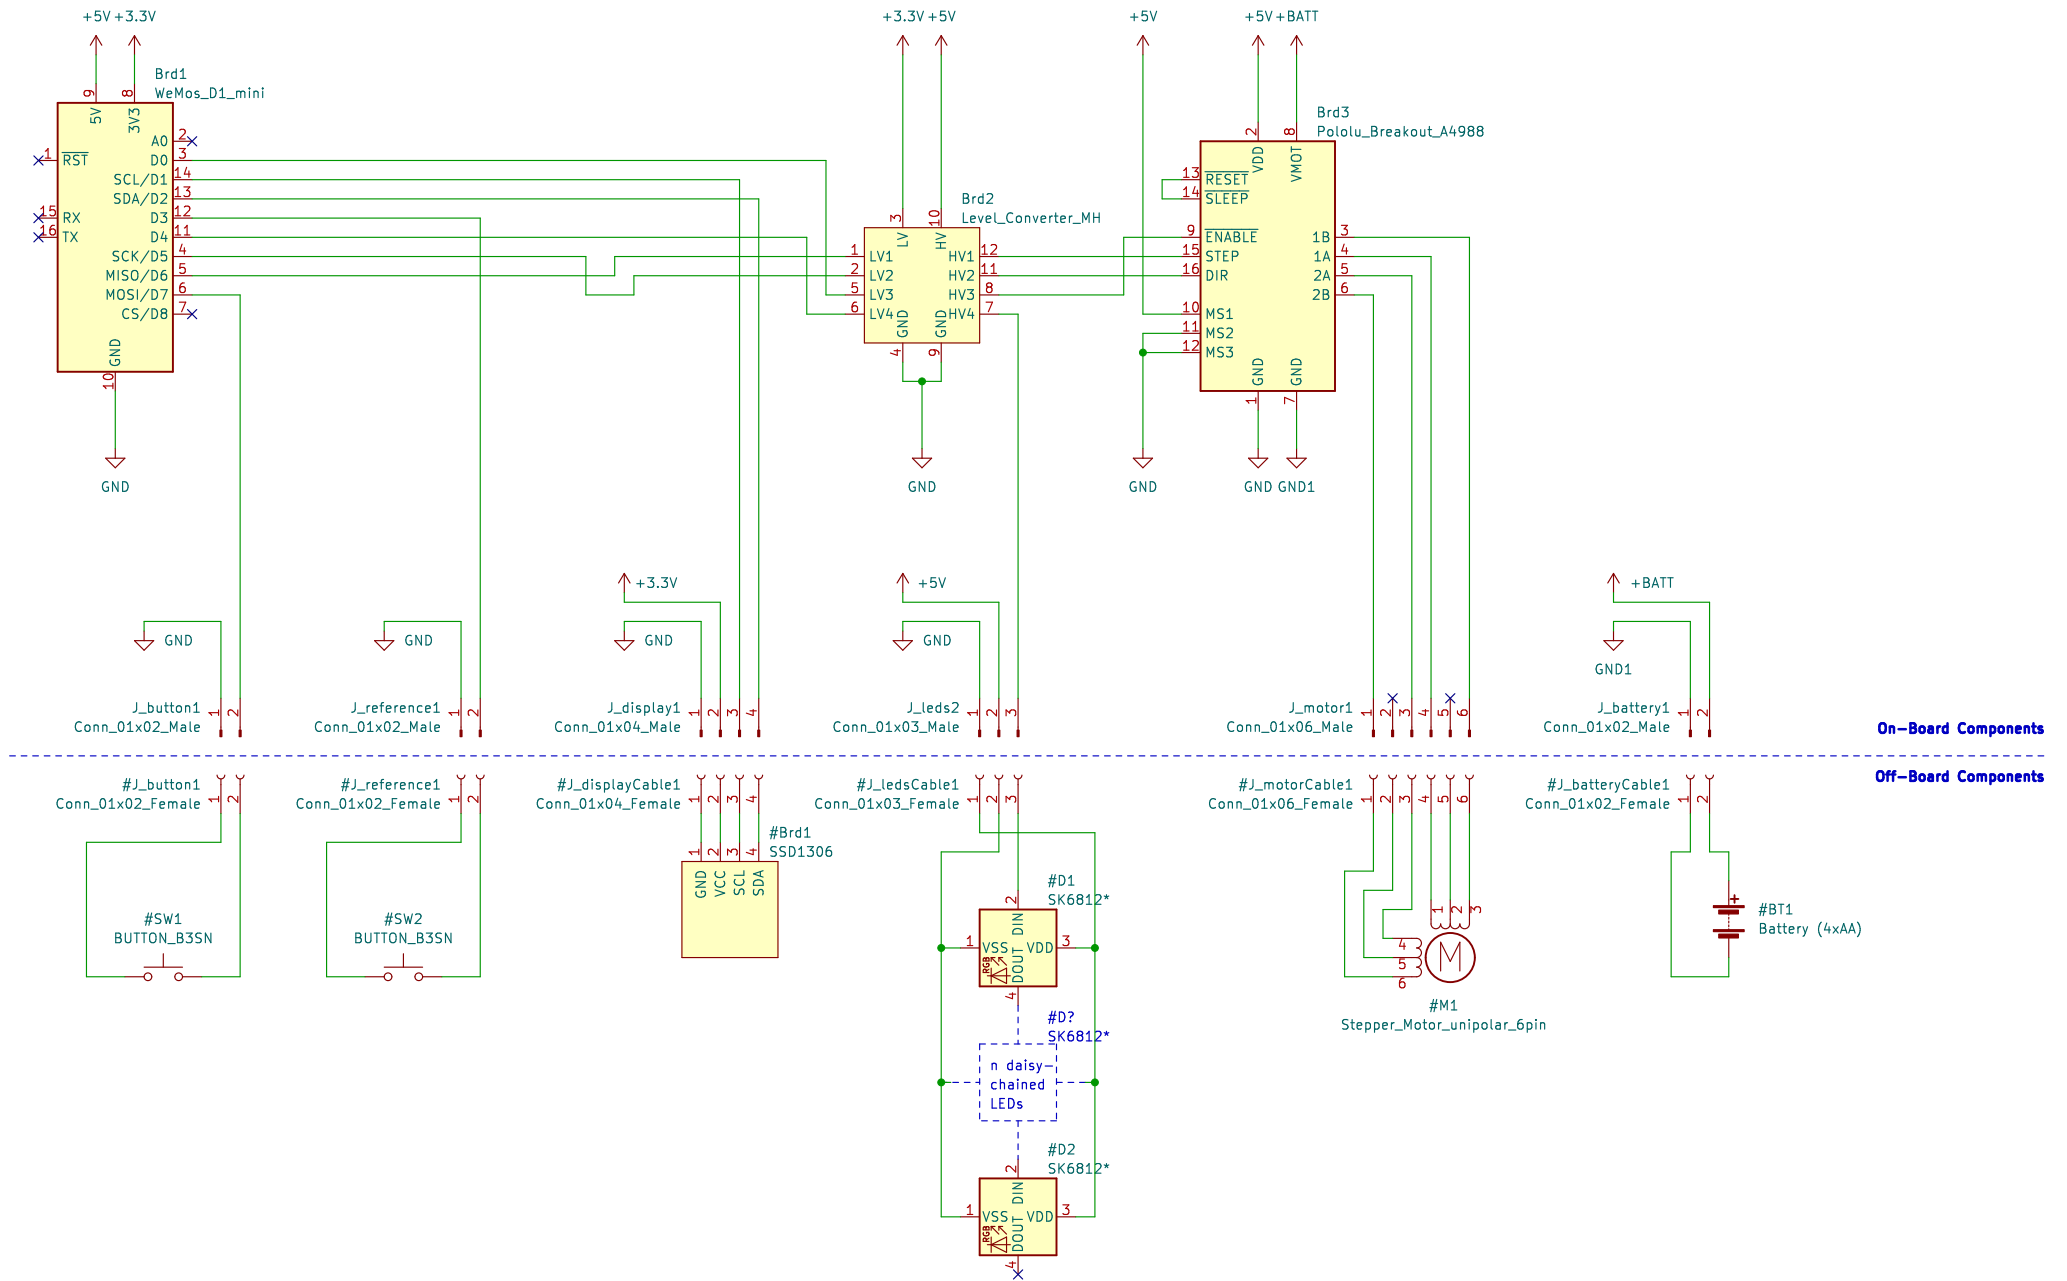 +5V +3.3V
+3.3V +5V
+5V
+5V +BATT
Brd1
WeMos_D1_mini
9 8
5V 3V3
1 RST
15 RX
16 TX
A0 2
D0 3
SCL/D1 14
SDA/D2 13
D3 12
D4 11
SCK/D5 4
MISO/D6 5
MOSI/D7 6
CS/D8 7
GND
10
GND
Brd2
Level_Converter_MH
3 10
LV HV
1 LV1 HV1 12
2 LV2 HV2 11
5 LV3 HV3 8
6 LV4 HV4 7
GND GND
4 9
GND
Brd3
Pololu_Breakout_A4988
2 8
VDD VMOT
13 RESET
14 SLEEP
9 ENABLE 1B 3
15 STEP 1A 4
16 DIR 2A 5
2B 6
10 MS1
11 MS2
12 MS3
GND GND
1 7
GND
GND GND1
GND
J_button1
Conn_01x02_Male
1 2
GND
J_reference1
Conn_01x02_Male
1 2
+3.3V
GND
J_display1
Conn_01x04_Male
1 2 3 4
+5V
GND
J_leds2
Conn_01x03_Male
1 2 3
J_motor1
Conn_01x06_Male
1 2 3 4 5 6
+BATT
GND1
J_battery1
Conn_01x02_Male
1 2
On-Board Components
Off-Board Components
#J_button1
Conn_01x02_Female
1 2
#SW1
BUTTON_B3SN
#J_reference1
Conn_01x02_Female
1 2
#SW2
BUTTON_B3SN
#J_displayCable1
Conn_01x04_Female
1 2 3 4
#Brd1
SSD1306
1 2 3 4
GND VCC SCL SDA
#J_ledsCable1
Conn_01x03_Female
1 2 3
#D1
SK6812*
2
DIN
1 VSS VDD 3
RGB
DOUT
4
#D?
SK6812*
n daisy-
chained
LEDs
#D2
SK6812*
2
DIN
1 VSS VDD 3
RGB
DOUT
4
#J_motorCable1
Conn_01x06_Female
1 2 3 4 5 6
1 2 3
4
5
6
M
#M1
Stepper_Motor_unipolar_6pin
#J_batteryCable1
Conn_01x02_Female
1 2
+
#BT1
Battery (4xAA)